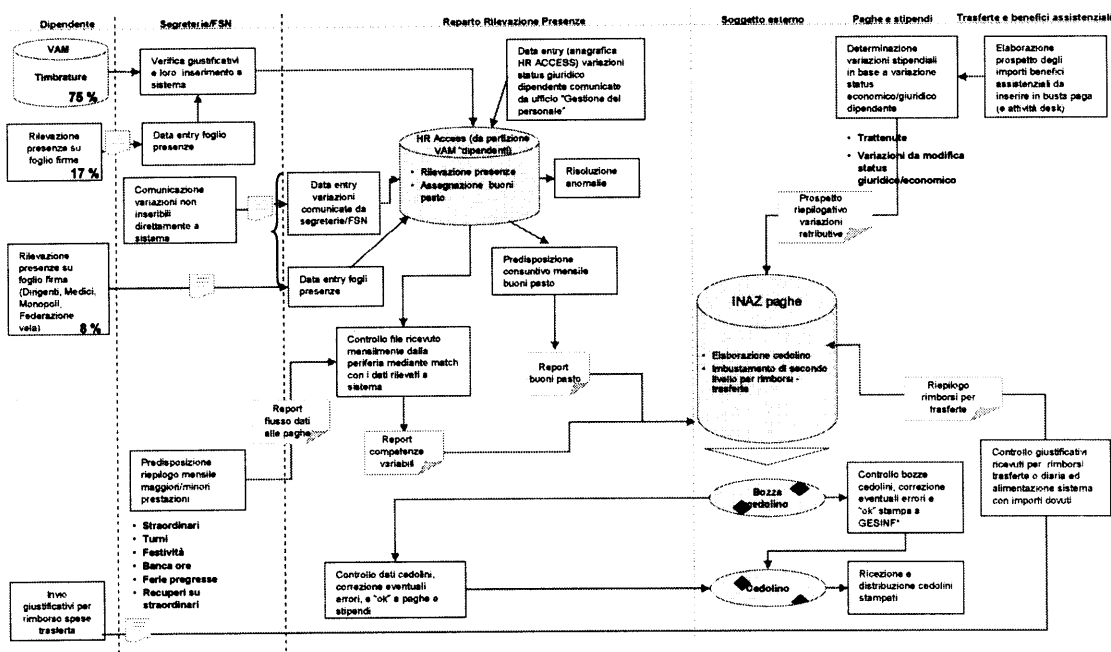 Dipendente
Segreterie/FSN
Reparto Rilevazione Presenze
Soggetto esterno
Paghe e stipendi
Trasferte e benefici assistenziali
VAM
Timbrature
75 %
Verifica giustificativi
e loro inserimento a
sistema
Data entry (anagrafica
HR ACCESS) variazioni
status giuridico
dipendente comunicate
da ufficio "Gestione del
personale"
Determinazione
variazioni stipendiali
in base a variazione
status
economico/giuridico
dipendente
Elaborazione
prospetto degli
importi benefici
assistenziali da
inserire in busta paga
(e attività desk)
Rilevazione
presenze su
foglio firma
17 %
Data entry foglio
presenze
HR Access (da partizione
VAM "dipendenti)
• Rilevazione presenze
• Assegnazione buoni
pasto
Risoluzione
anomalie
• Trattenute
• Variazioni da modifica
status
giuridico/economico
Comunicazione
variazioni non
inseribili
direttamente a
sistema
Data entry
variazioni
comunicate da
segreterie/FSN
Prospetto
riepilogativo
variazioni
retributive
Rilevazione
presenze su
foglio firma
(Dirigenti, Medici,
Monopoli,
Federazione
vela)
8 %
Data entry fogli
presenze
Predisposizione
consuntivo mensile
buoni pasto
INAZ paghe
• Elaborazione cedolino
• Imbustamento di secondo
livello per rimborsi -
trasferte
Controllo file ricevuto
mensilmente dalla
periferia mediante match
con i dati rilevati a
sistema
Report
buoni pasto
Riepilogo
rimborsi per
trasferte
Report
flusso dati
alle paghe
Report
competenze
variabili
Predisposizione
riepilogo mensile
maggiori/minori
prestazioni
• Straordinari
• Turni
• Festività
• Banca ore
• Ferie pregresse
• Recuperi su
straordinari
Bozza
cedolino
Controllo bozze
cedolini, correzione
eventuali errori e
"ok" stampa a
GESINF"
Controllo giustificativi
ricevuti per rimborsi
trasferte o diaria ed
alimentazione sistema
con importi dovuti
Controllo dati cedolini,
correzione eventuali
errori, e "ok" a paghe e
stipendi
Cedolino
Ricezione e
distribuzione cedolini
stampati
Invio
giustificativi per
rimborso spese
trasferta